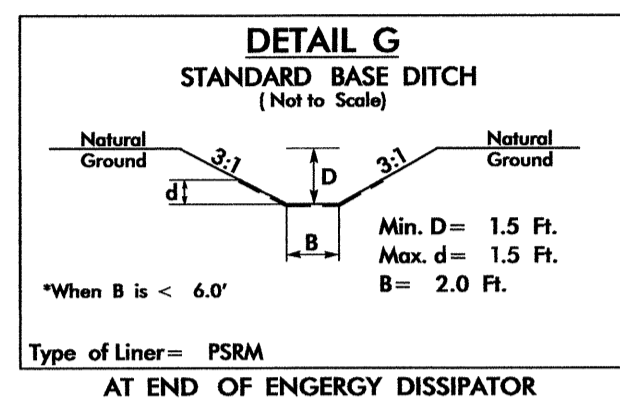 DETAIL G
STANDARD BASE DITCH
(Not to Scale)
Natural
Ground
3:1
D
3:1
Natural
Ground
d
B
Min. D= 1.5 Ft.
Max. d= 1.5 Ft.
B= 2.0 Ft.
*When B is < 6.0'
Type of Liner= PSRM
AT END OF ENGERGY DISSIPATOR